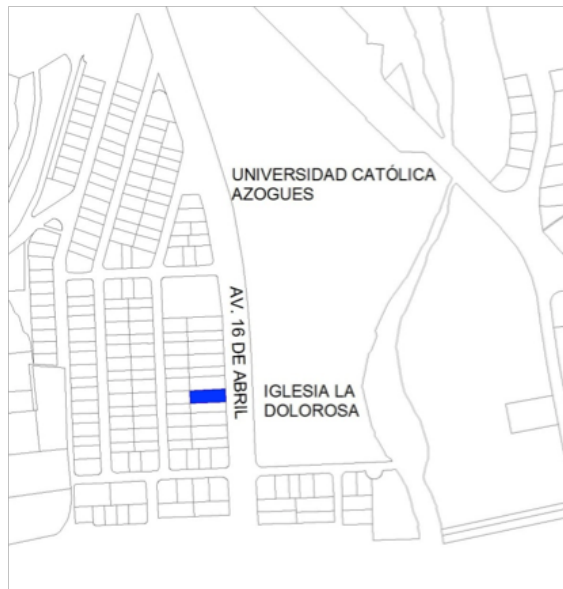 UNIVERSIDAD CATÓLICA
AZOGUES
AV. 16 DE ABRIL
IGLESIA LA
DOLOROSA